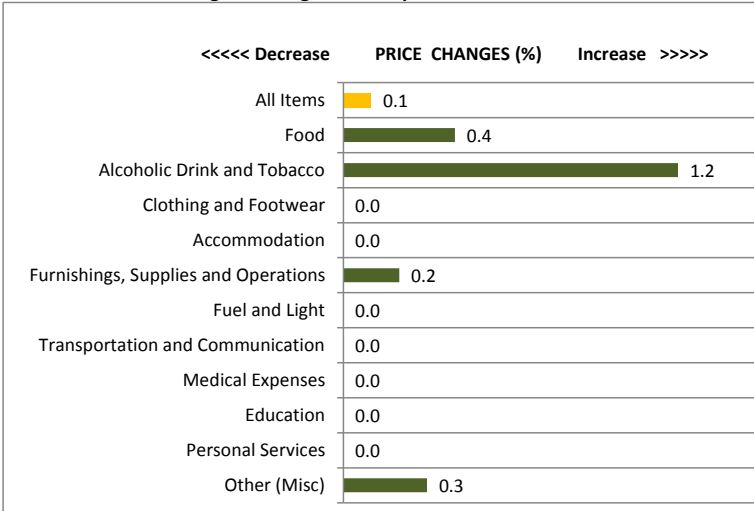 <<<<< Decrease PRICE CHANGES (%) Increase >>>>>
All Items 0.1
Food 0.4
Alcoholic Drink and Tobacco 1.2
Clothing and Footwear 0.0
Accommodation 0.0
Furnishings, Supplies and Operations 0.2
Fuel and Light 0.0
Transportation and Communication 0.0
Medical Expenses 0.0
Education 0.0
Personal Services 0.0
Other (Misc) 0.3